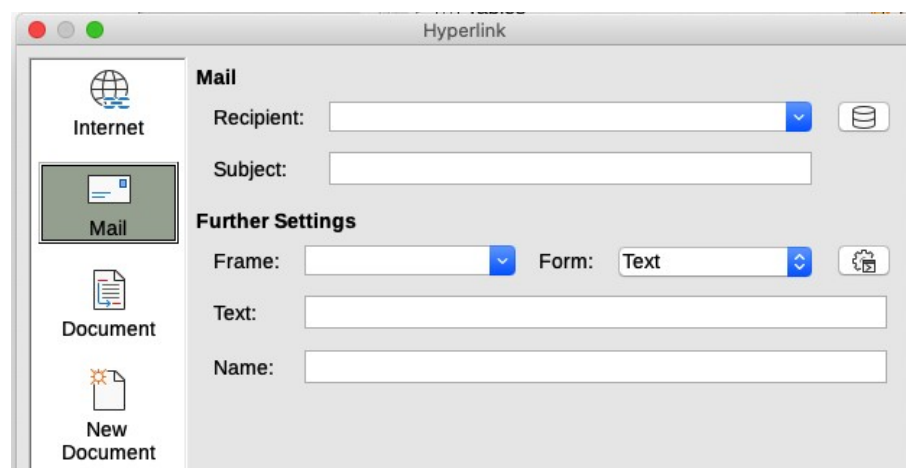 Hyperlink
Internet
Mail
Document
New
Document
Mail
Recipient:
Subject:
Further Settings
Frame:
Form: Text
Text:
Name: